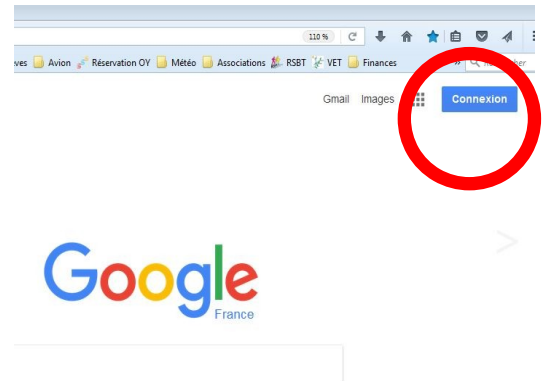 110 %
ves Avion Réservation OY Météo Associations RSBT VET Finances »
Gmail Images Connexion
>
Google
France